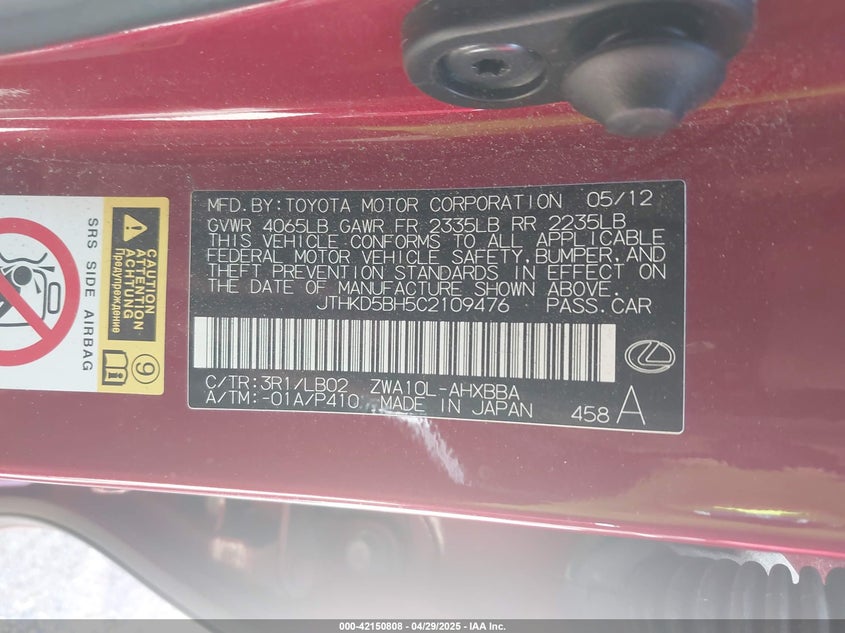 MFD. BY: TOYOTA MOTOR CORPORATION 05/12
GVWR 4065LB GAWR FR 2335LB RR 2235LB
THIS VEHICLE CONFORMS TO ALL APPLICABLE
FEDERAL MOTOR VEHICLE SAFETY, BUMPER, AND
THEFT PREVENTION STANDARDS IN EFFECT ON
THE DATE OF MANUFACTURE SHOWN ABOVE.
JTHKD5BH5C2109476 PASS.CAR
C/TR:3R1/LB02 ZWA10L-AHXBBA
A/TM:-01A/P410 MADE IN JAPAN 458 A
CAUTION
ATTENTION
ACHTUNG
Предупреждение
9
SRS SIDE AIRBAG
000-42150808 - 04/29/2025 - IAA Inc.